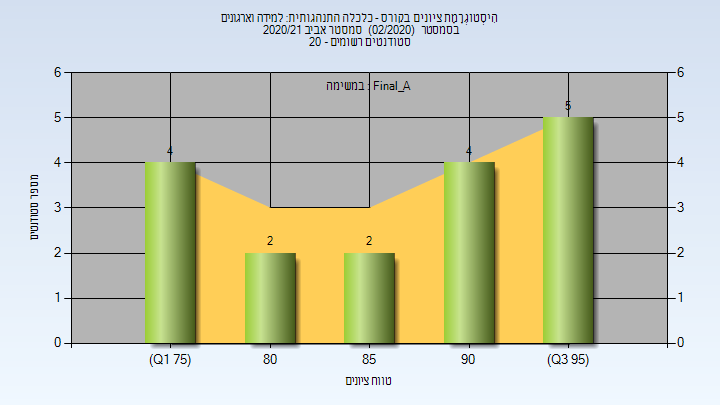 היסטוגרמת ציונים בקורס - כלכלה התנהגותית: למידה וארגונים
בסמסטר (02/2020) סמסטר אביב 2020/21
סטודנטים רשומים - 20
במשימה : Final_A
מספר סטודנטים
6
5
4
3
2
1
0
6
5
4
3
2
1
0
4
2
2
4
5
(Q1 75)
80
85
90
(Q3 95)
טווח ציונים